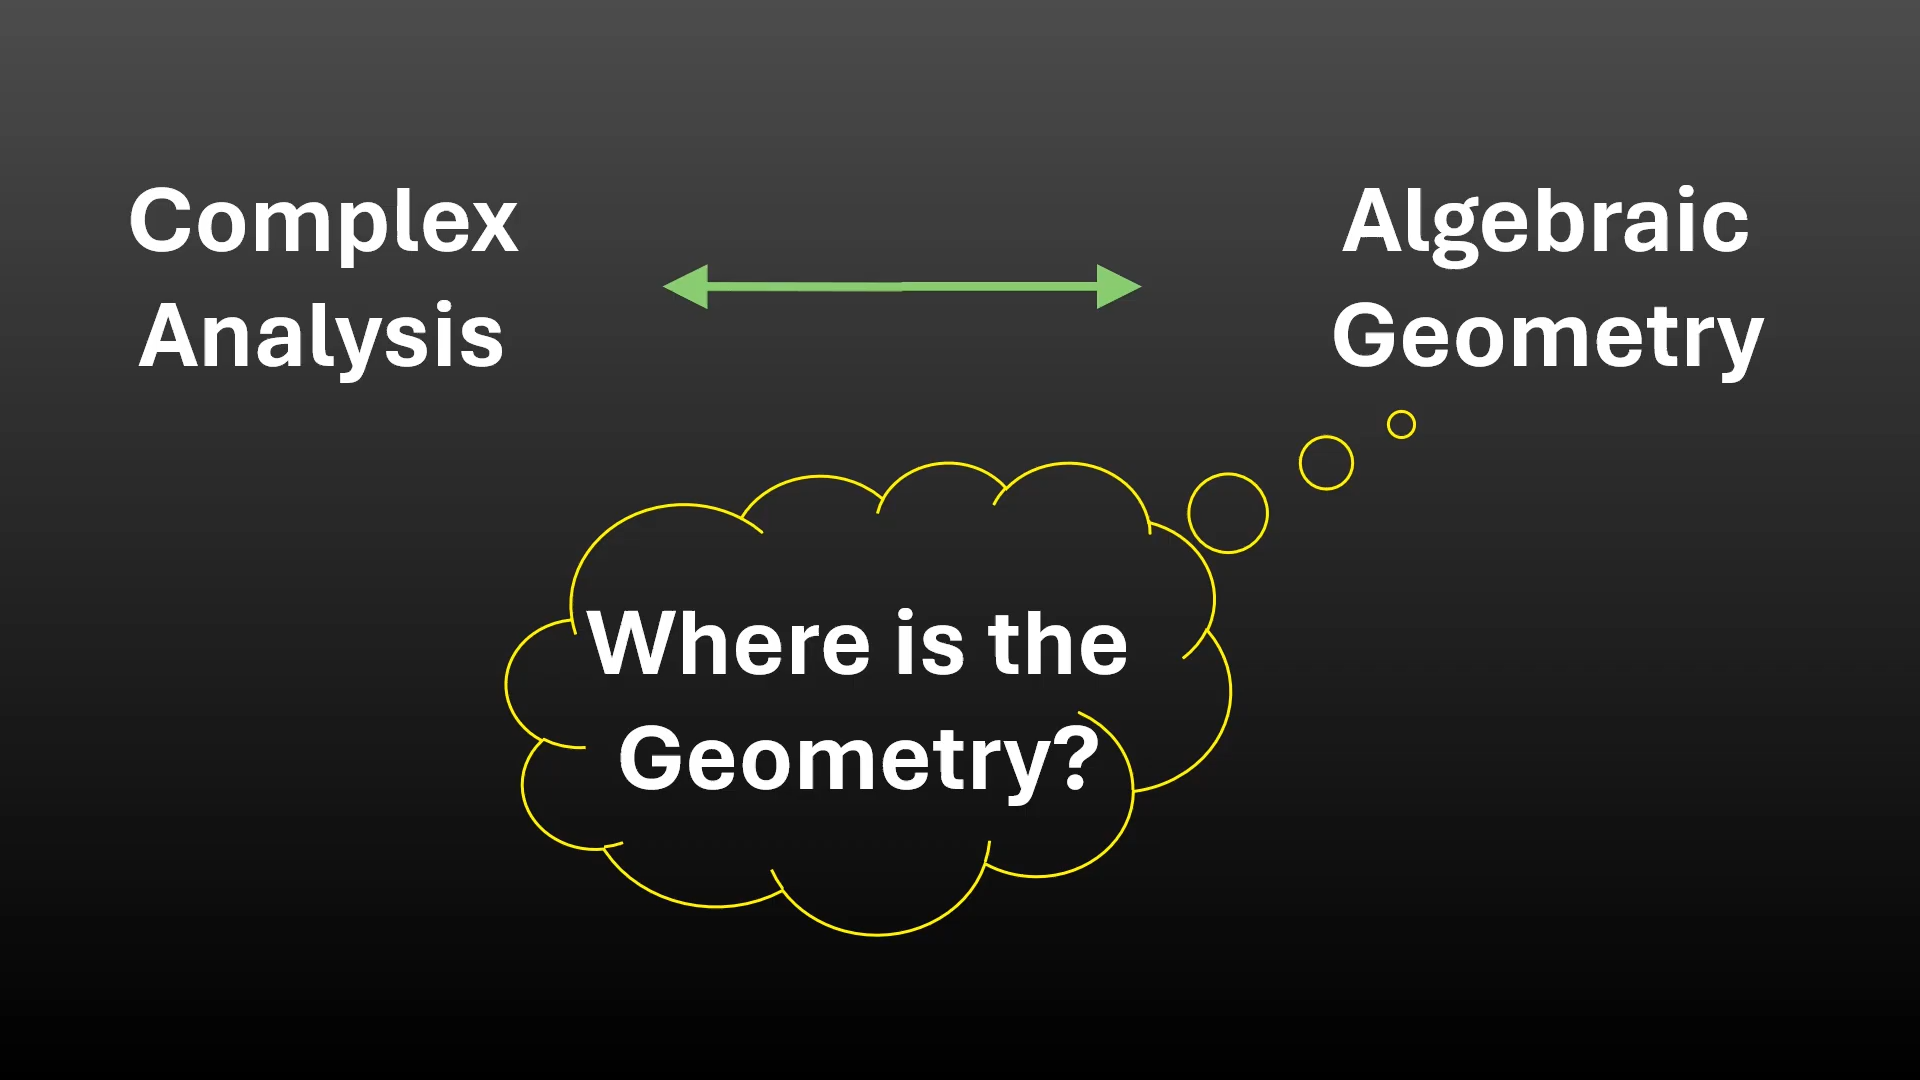 Complex
Analysis
Algebraic
Geometry
Where is the
Geometry?